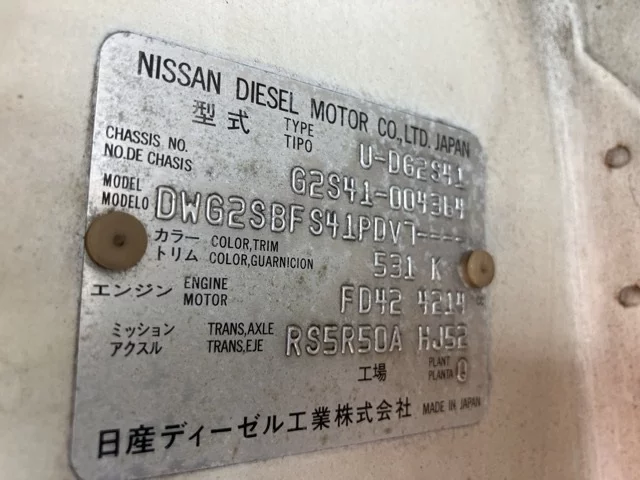 NISSAN DIESEL MOTOR CO.,LTD. JAPAN
型式 TYPE TIPO U-DG2S41
CHASSIS NO. NO.DE CHASIS G2S41-004364
MODEL MODELO DWG2SBFS41PDV7----
カラー トリム COLOR,TRIM COLOR,GUARNICION 531 K
エンジン ENGINE MOTOR FD42 4214 cc
ミッション アクスル TRANS,AXLE TRANS,EJE RS5R50A HJ52
工場 PLANT PLANTA
日産ディーゼル工業株式会社 MADE IN JAPAN